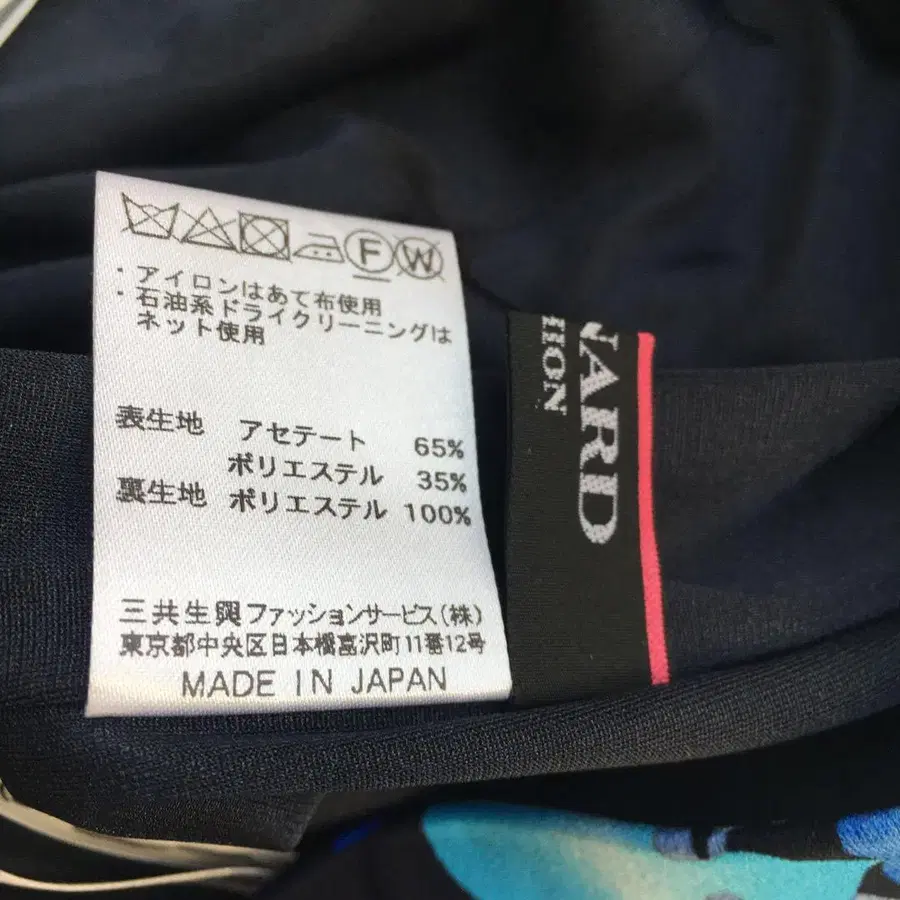 F W
・アイロンはあて布使用
・石油系ドライクリーニングは
ネット使用
表生地 アセテート 65%
ポリエステル 35%
裏生地 ポリエステル 100%
三共生興ファッションサービス(株)
東京都中央区日本橋富沢町11番12号
MADE IN JAPAN
NARD
HION